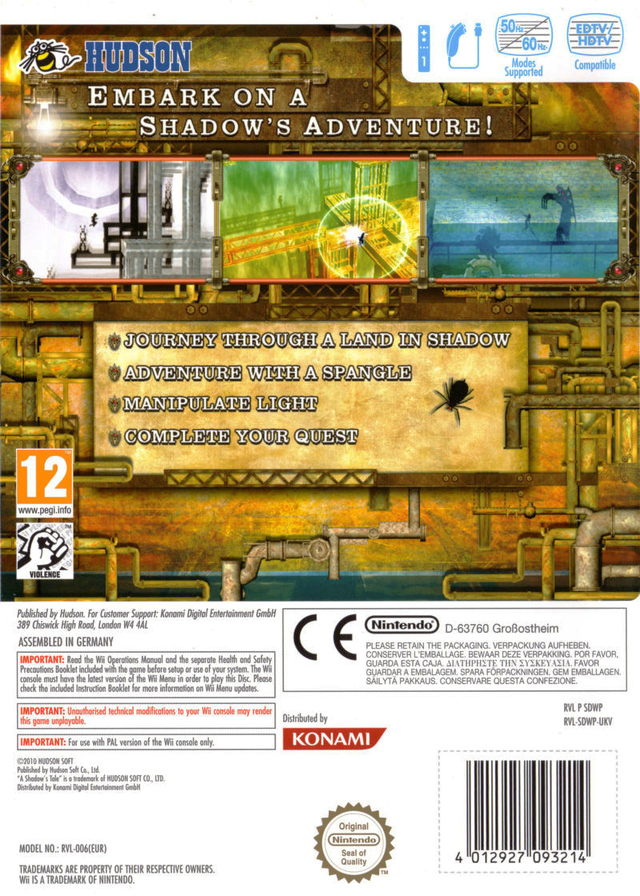 HUDSON
50Hz
60Hz
Modes
Supported
EDTV/
HDTV
Compatible
1
EMBARK ON A
SHADOW'S ADVENTURE!
JOURNEY THROUGH A LAND IN SHADOW
ADVENTURE WITH A SPANGLE
MANIPULATE LIGHT
COMPLETE YOUR QUEST
12
www.pegi.info
VIOLENCE
Published by Hudson. For Customer Support: Konami Digital Entertainment GmbH
389 Chiswick High Road, London W4 4AL
ASSEMBLED IN GERMANY
IMPORTANT: Read the Wii Operations Manual and the separate Health and Safety
Precautions Booklet included with the game before setup or use of your system. The Wii
console must have the latest version of the Wii Menu in order to play this Disc. Please
check the included Instruction Booklet for more information on Wii Menu updates.
IMPORTANT: Unauthorised technical modifications to your Wii console may render
this game unplayable.
IMPORTANT: For use with PAL version of the Wii console only.
©2010 HUDSON SOFT
Published by Hudson Soft Co., Ltd.
"A Shadow's Tale" is a trademark of HUDSON SOFT CO., LTD.
Distributed by Konami Digital Entertainment GmbH
MODEL NO.: RVL-006(EUR)
TRADEMARKS ARE PROPERTY OF THEIR RESPECTIVE OWNERS.
Wii IS A TRADEMARK OF NINTENDO.
CE
Nintendo® D-63760 Großostheim
PLEASE RETAIN THE PACKAGING. VERPACKUNG AUFHEBEN.
CONSERVER L'EMBALLAGE. BEWAAR DEZE VERPAKKING. POR FAVOR,
GUARDA ESTA CAJA. ΔΙΑΤΗΡΗΣΤΕ ΤΗΝ ΣΥΣΚΕΥΑΣΙΑ. FAVOR
GUARDAR A EMBALAGEM. SPARA FÖRPACKNINGEN. GEM EMBALLAGEN.
SÄILYTÄ PAKKAUS. CONSERVARE QUESTA CONFEZIONE.
RVL P SDWP
RVL-SDWP-UKV
Distributed by
KONAMI
Original
Nintendo
Seal of
Quality
TM
4 012927 093214